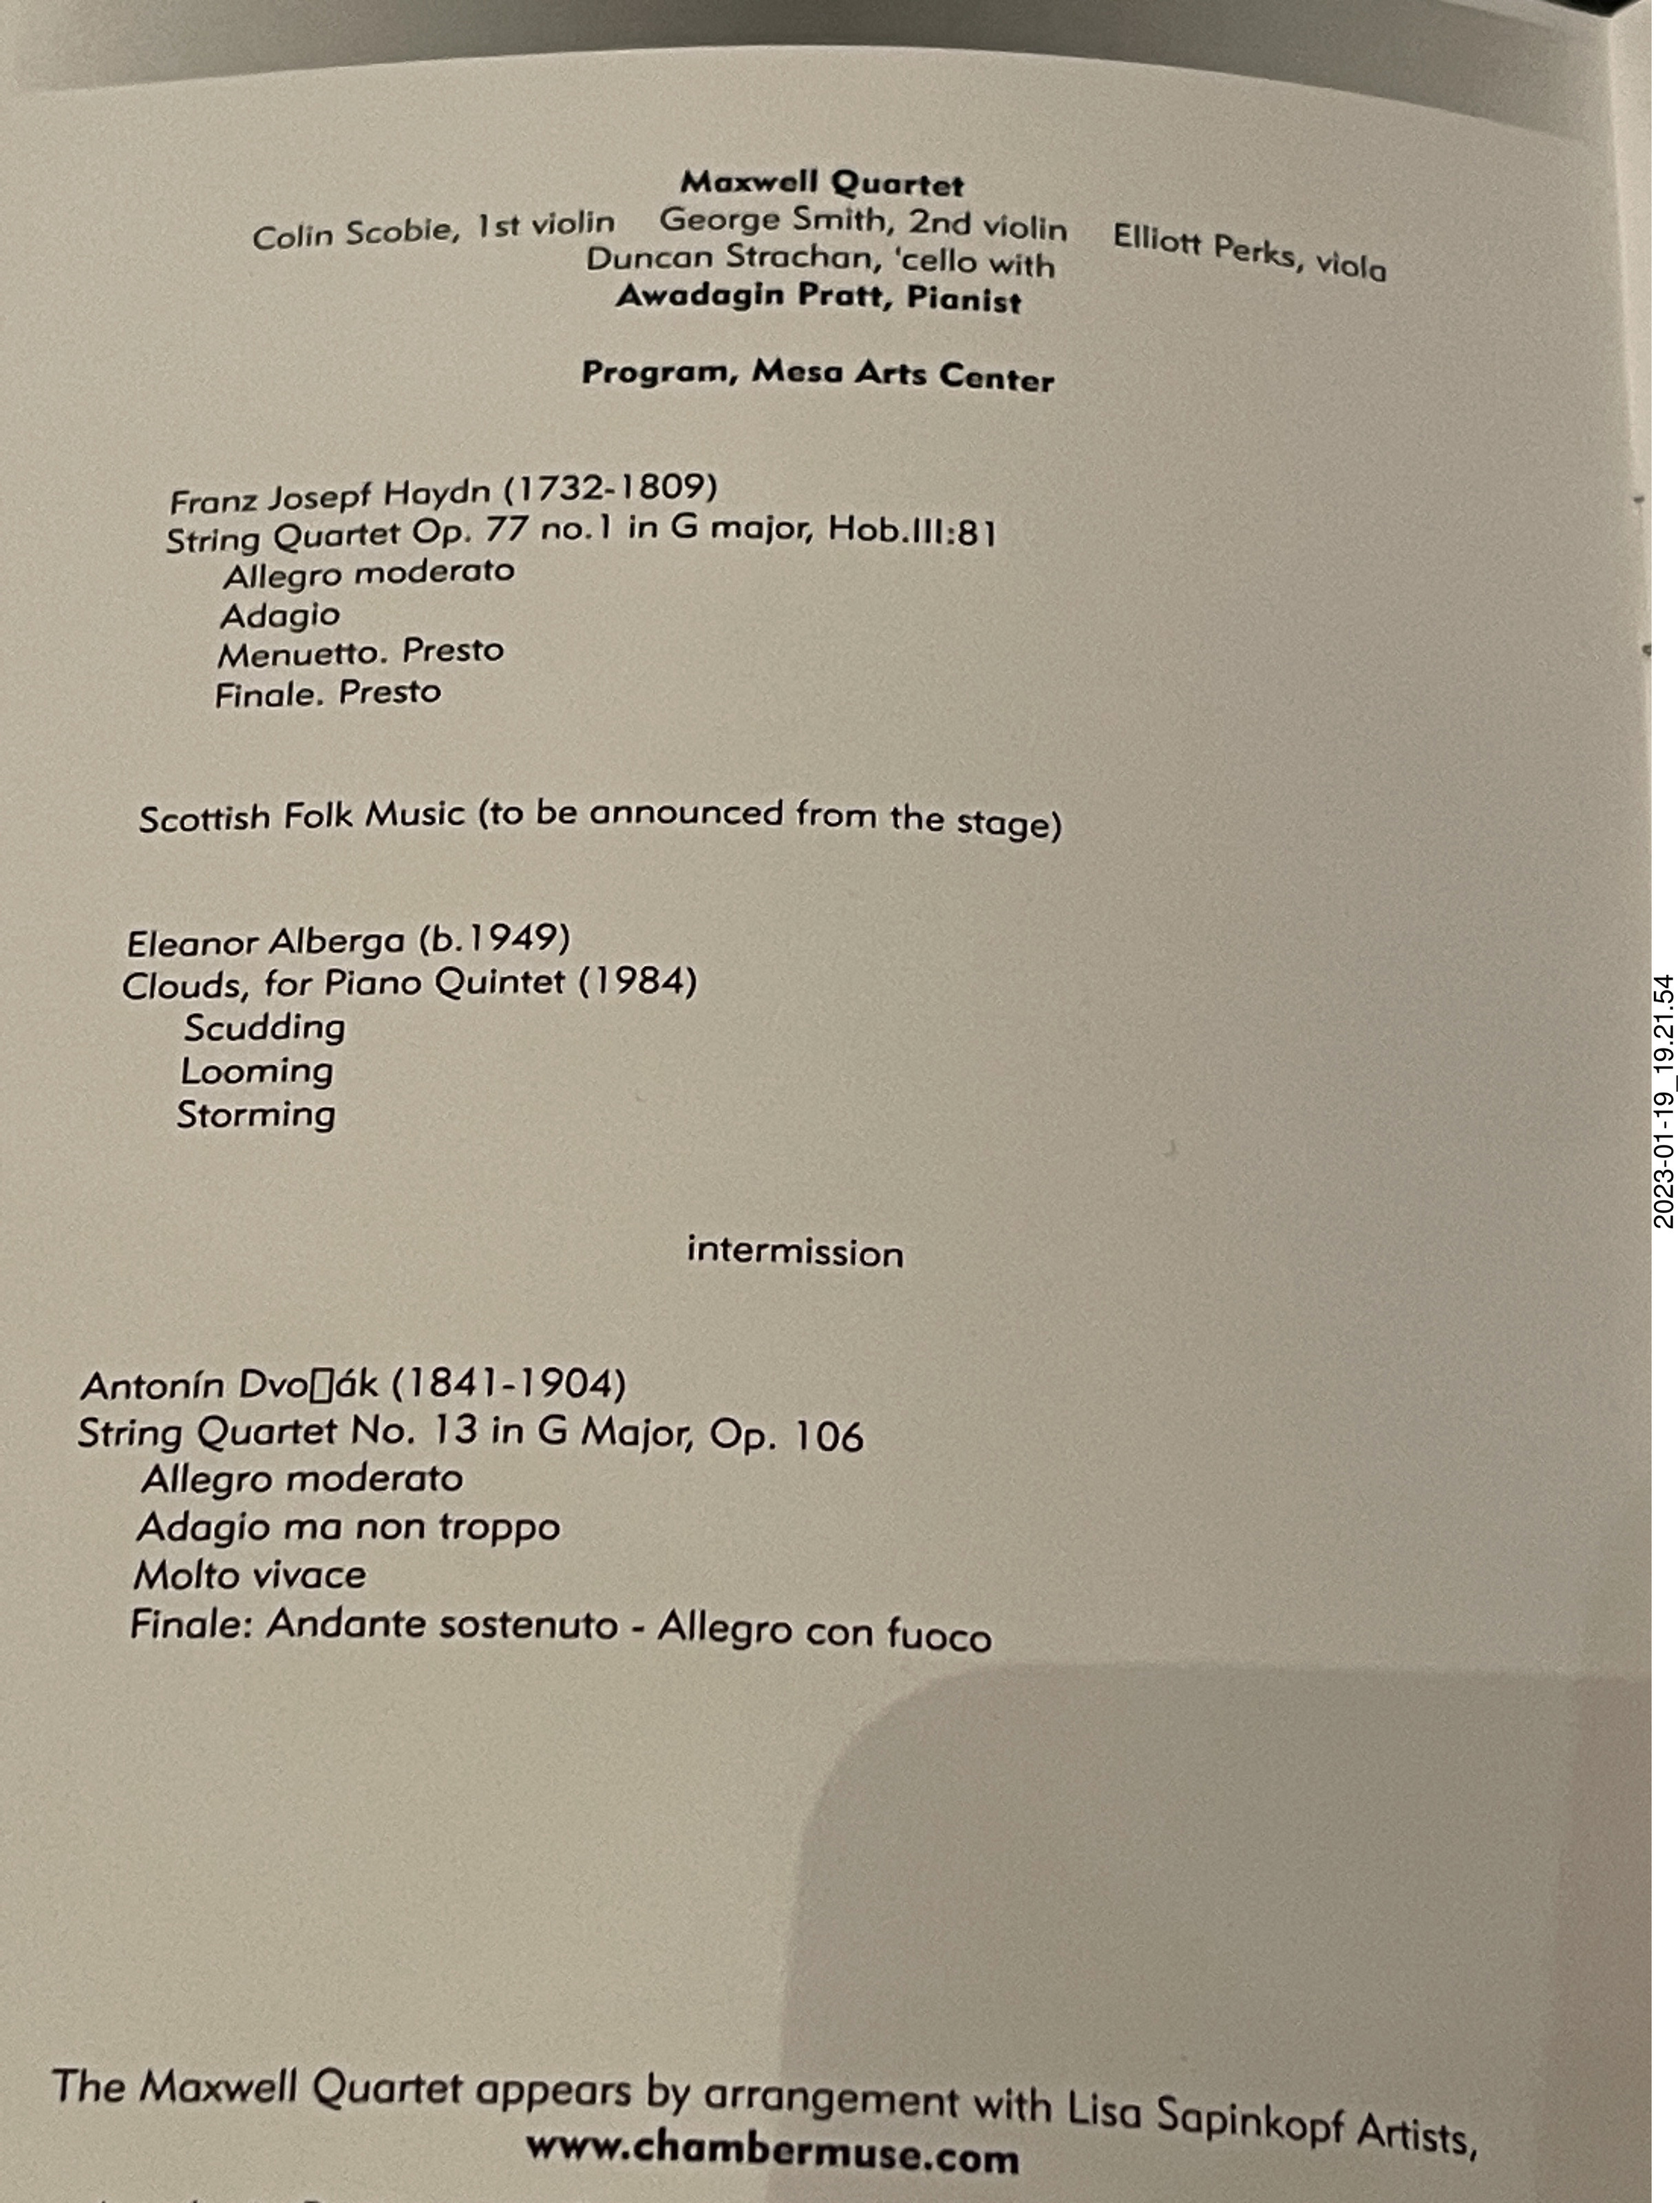 Maxwell Quartet
Colin Scobie, 1st violin George Smith, 2nd violin Elliott Perks, viola
Duncan Strachan, 'cello with
Awadagin Pratt, Pianist
Program, Mesa Arts Center
Franz Josepf Haydn (1732-1809)
String Quartet Op. 77 no.1 in G major, Hob.III:81
Allegro moderato
Adagio
Menuetto. Presto
Finale. Presto
Scottish Folk Music (to be announced from the stage)
Eleanor Alberga (b.1949)
Clouds, for Piano Quintet (1984)
Scudding
Looming
Storming
intermission
Antonín Dvo▯ák (1841-1904)
String Quartet No. 13 in G Major, Op. 106
Allegro moderato
Adagio ma non troppo
Molto vivace
Finale: Andante sostenuto - Allegro con fuoco
The Maxwell Quartet appears by arrangement with Lisa Sapinkopf Artists,
www.chambermuse.com
2023-01-19_19.21.54